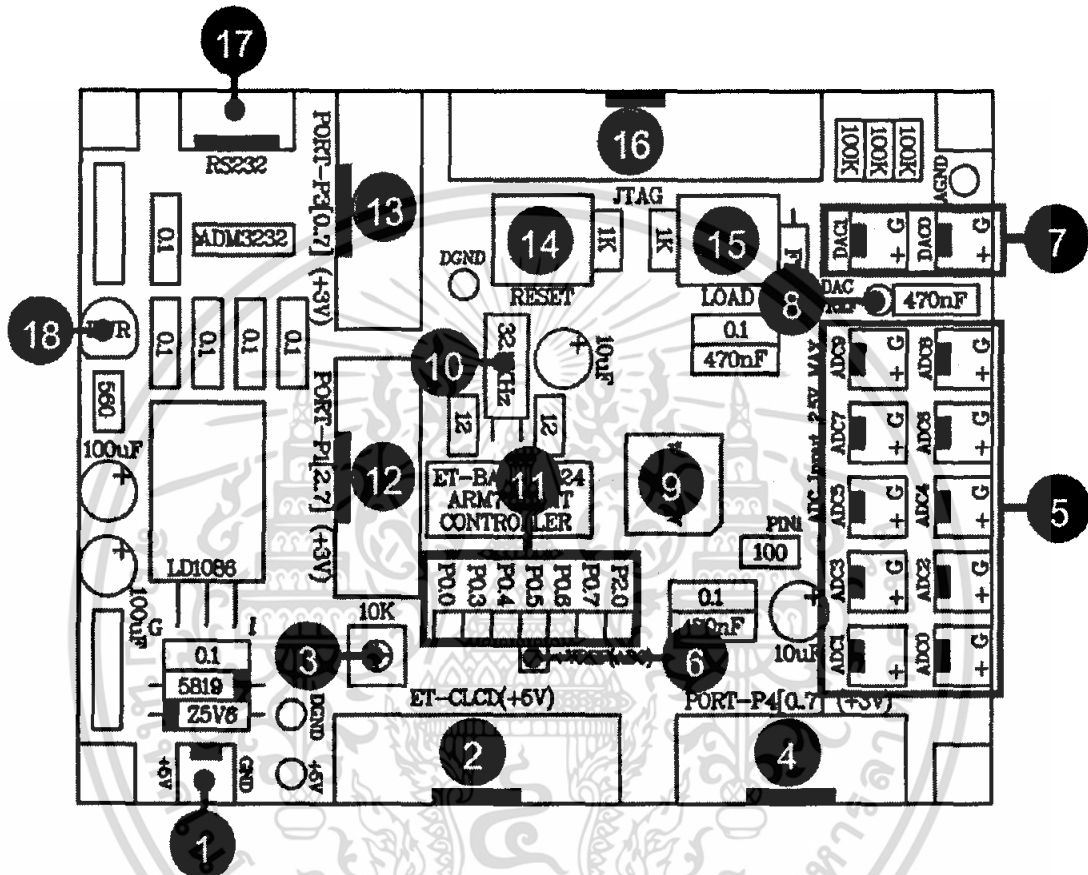 17
RS232
PORT-P3[0..7] (+3V)
13
16
JTAG
100K
100K
100K
AGND
0.1
ADM3232
DGND
14
1K
RESET
1K
15
LOAD
DAC1
+ G
DAC0
+ G
7
8
DAC
470nF
18
0.1
0.1
0.1
0.1
560
10
10uF
0.1
470nF
12
12
PORT-P1[2..7] (+3V)
12
11
CONTROLLER
9
PIN1
100
ADC9
+ G
ADC8
+ G
ADC7
+ G
ADC6
+ G
ADC5
+ G
ADC4
+ G
ADC3
+ G
ADC2
+ G
ADC1
+ G
ADC0
+ G
5
100uF
LD1086
100uF
G
I
P0.0
P0.3
P0.4
P0.5
P0.6
P0.7
P2.0
10K
3
6
0.1
10uF
0.1
5819
Z5V6
DGND
+5V
GND
+5V
1
ET-CLCD(+5V)
2
PORT-P4[0..7] (+3V)
4